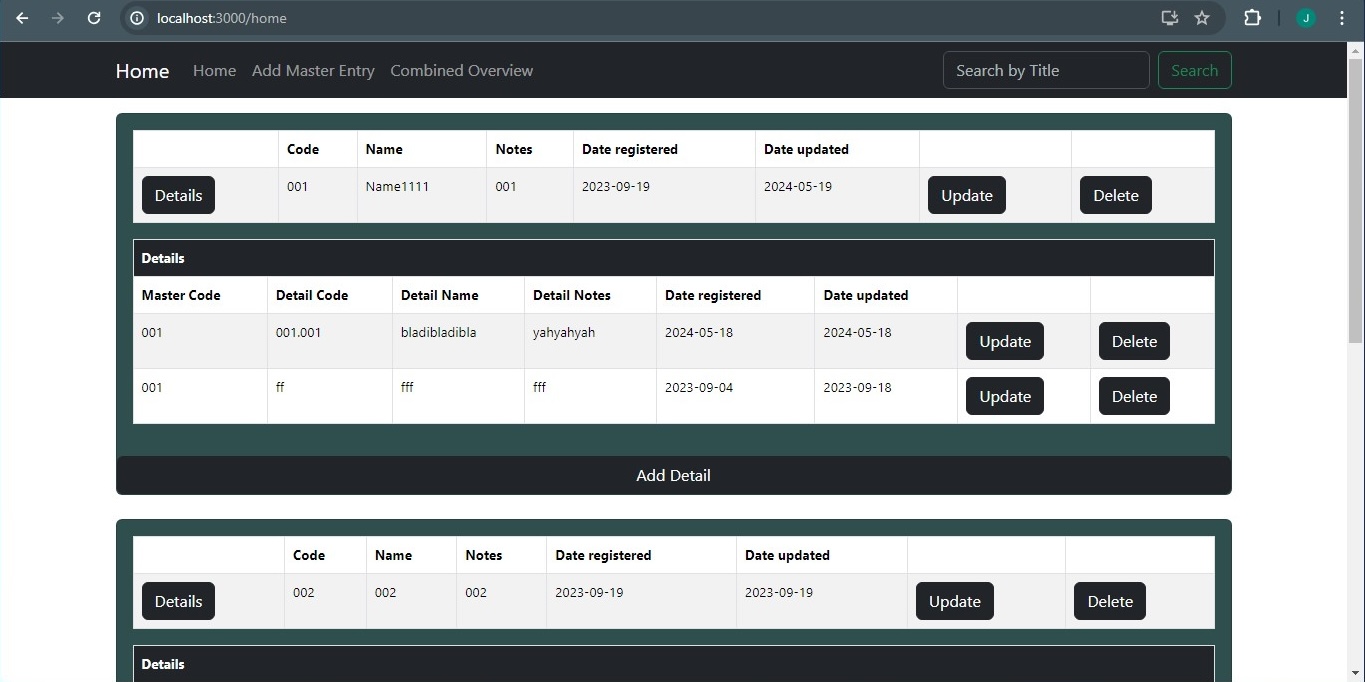 localhost:3000/home
J
Home Home Add Master Entry Combined Overview Search by Title Search
Code Name Notes Date registered Date updated
Details 001 Name1111 001 2023-09-19 2024-05-19 Update Delete
Details
Master Code Detail Code Detail Name Detail Notes Date registered Date updated
001 001.001 bladibladibla yahyahyah 2024-05-18 2024-05-18 Update Delete
001 ff fff fff 2023-09-04 2023-09-18 Update Delete
Add Detail
Code Name Notes Date registered Date updated
Details 002 002 002 2023-09-19 2023-09-19 Update Delete
Details